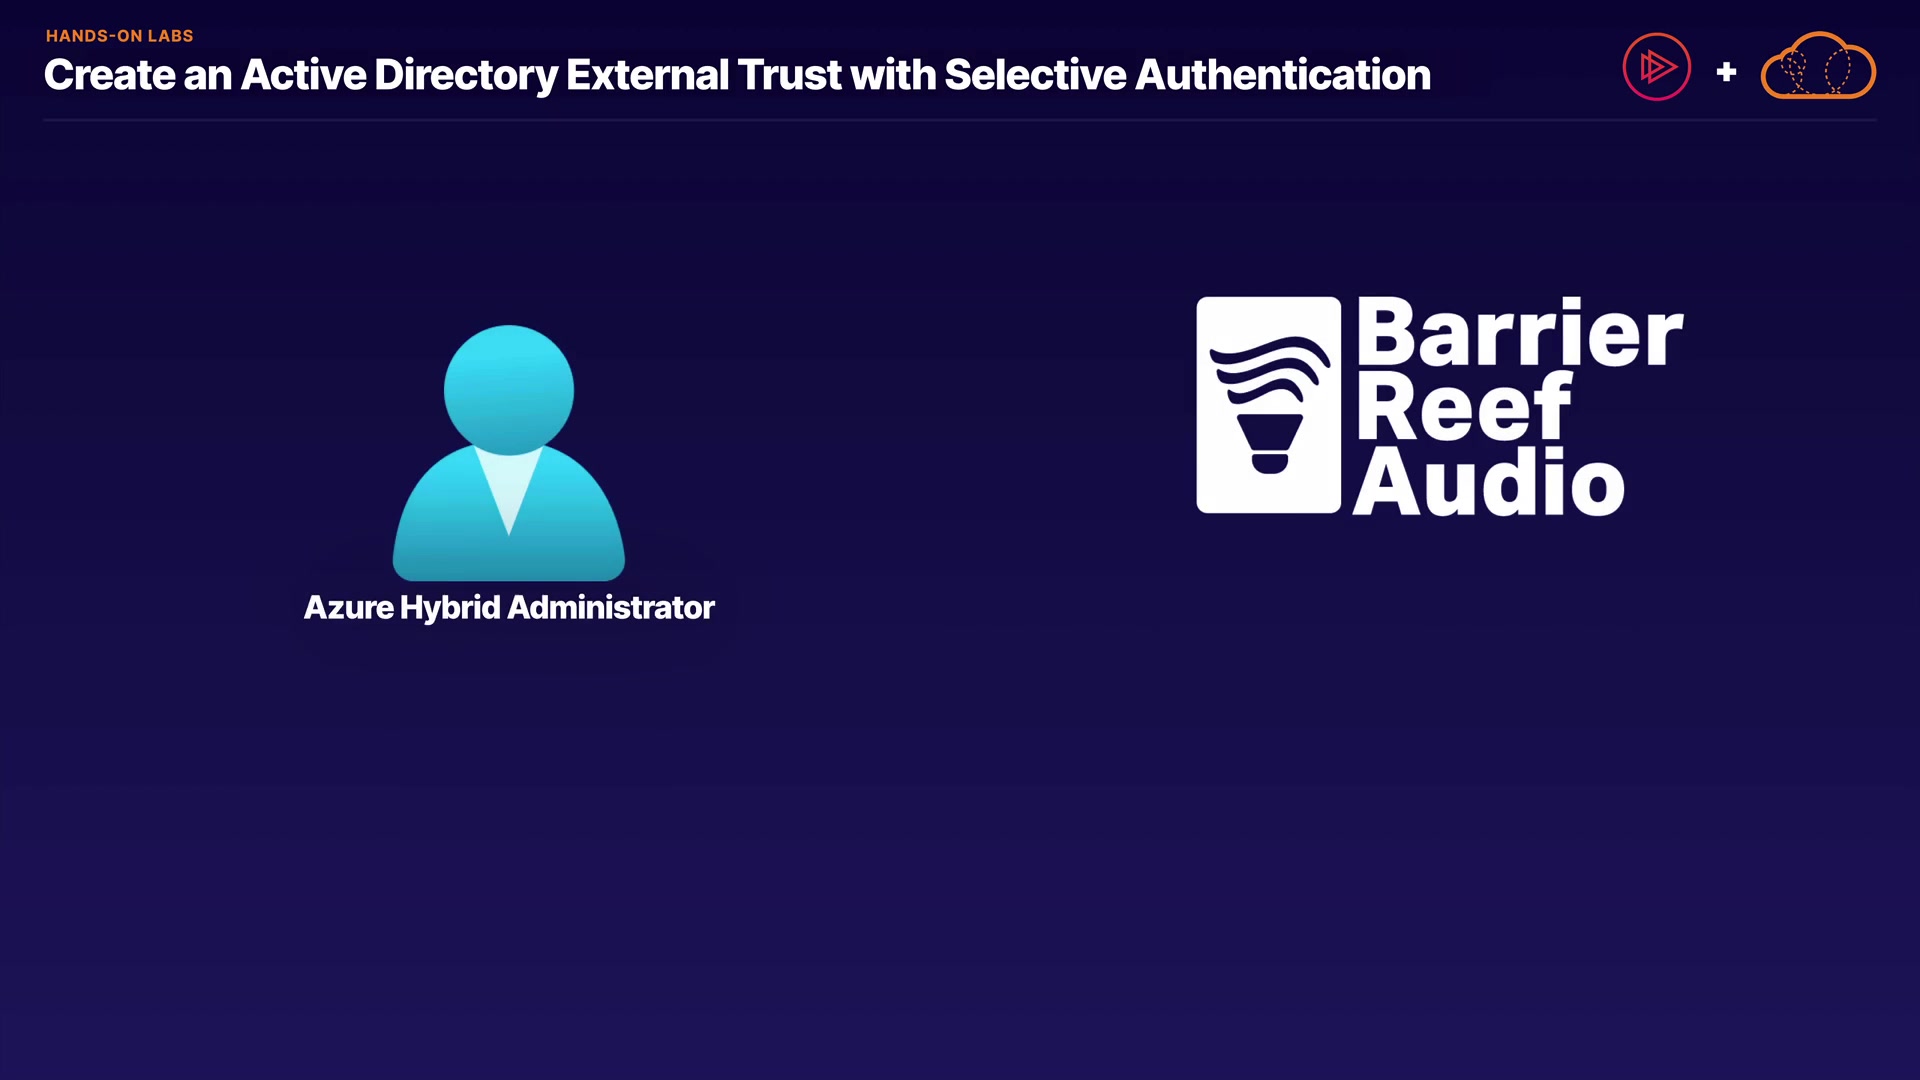 HANDS-ON LABS
Create an Active Directory External Trust with Selective Authentication
+
Barrier
Reef
Audio
Azure Hybrid Administrator